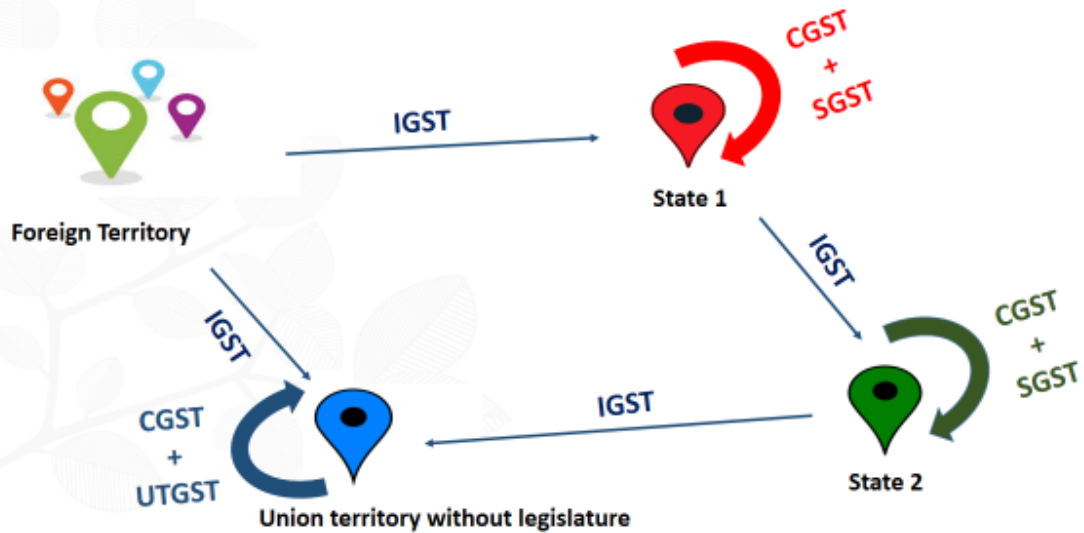 CGST
+
SGST
IGST
State 1
Foreign Territory
IGST
IGST
CGST
+
SGST
IGST
CGST
+
UTGST
State 2
Union territory without legislature